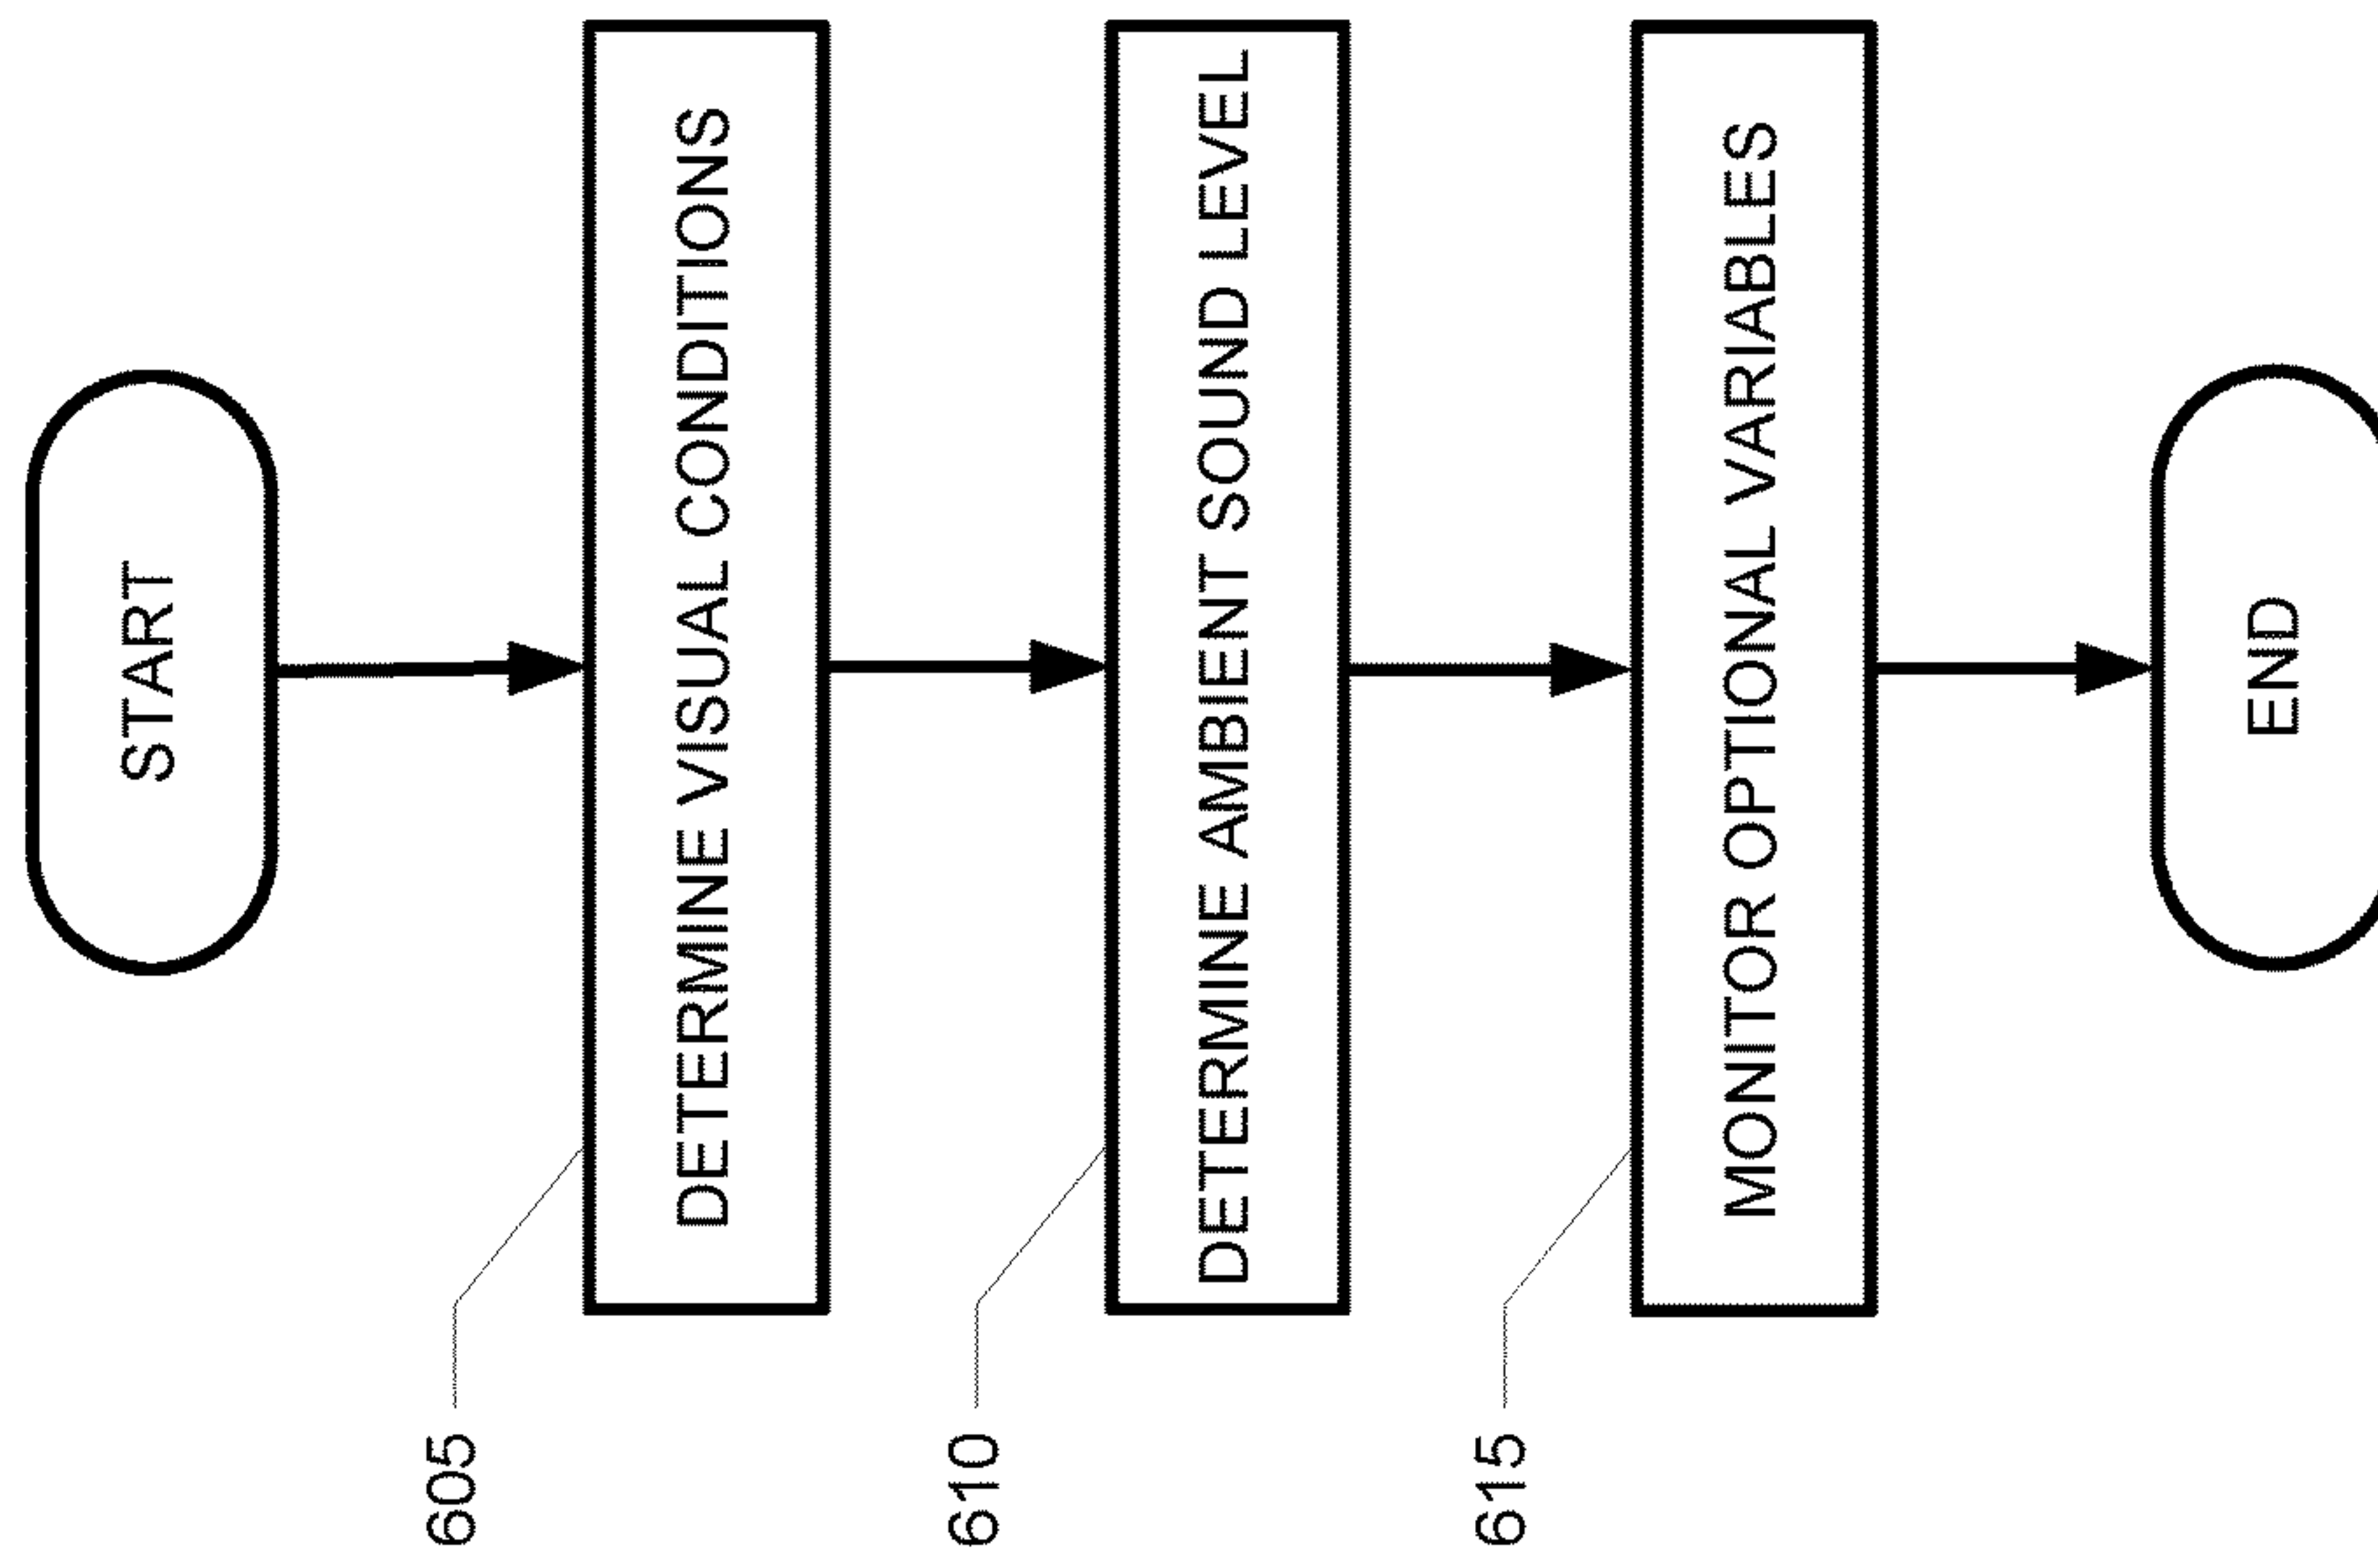 START
605
DETERMINE VISUAL CONDITIONS
610
DETERMINE AMBIENT SOUND LEVEL
615
MONITOR OPTIONAL VARIABLES
END